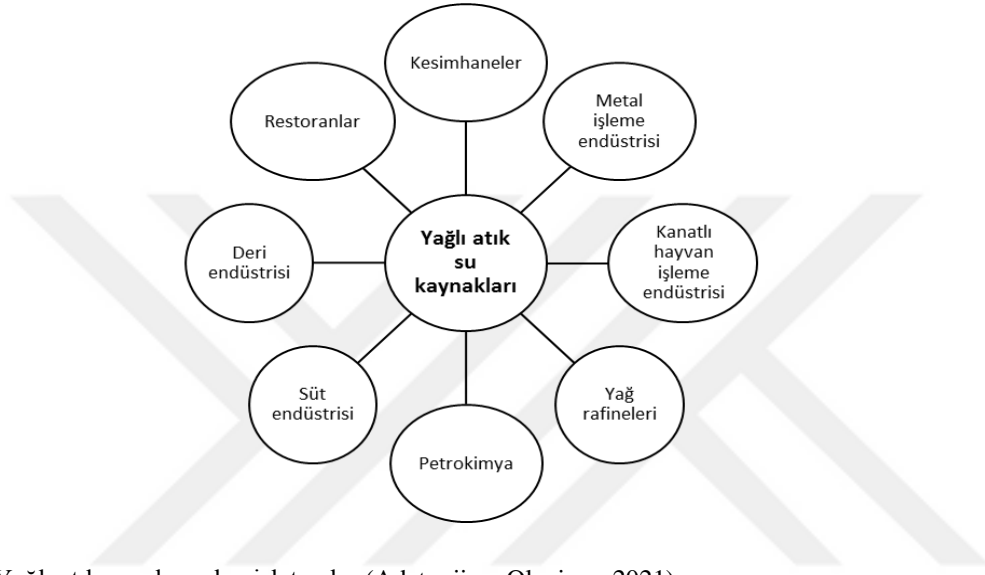 Kesimhaneler
Restoranlar
Metal
işleme
endüstrisi
Deri
endüstrisi
Yağlı atık
su
kaynakları
Kanatlı
hayvan
işleme
endüstrisi
Süt
endüstrisi
Yağ
rafineleri
Petrokimya